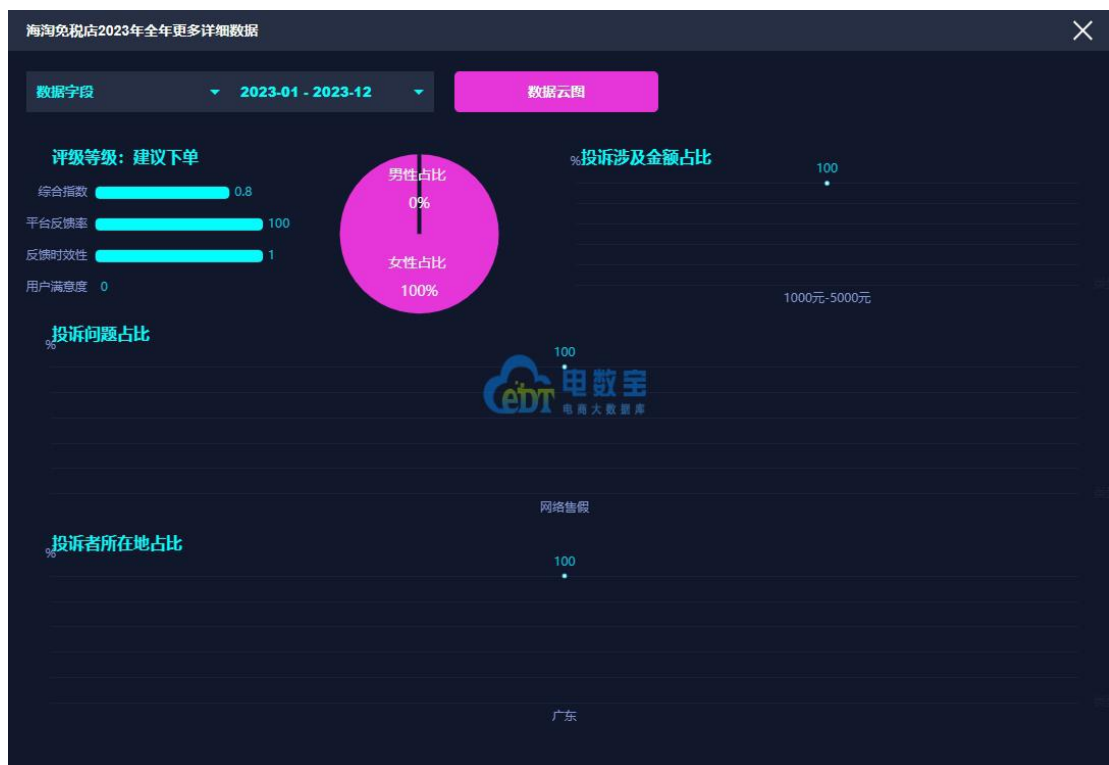 海淘免税店2023年全年更多详细数据
数据字段 2023-01 - 2023-12 数据云图
评级等级：建议下单
综合指数 0.8
平台反馈率 100
反馈时效性 1
用户满意度 0
男性占比
0%
女性占比
100%
%投诉涉及金额占比
100
1000元-5000元
%投诉问题占比
100
eDT 电数宝
电商大数据库
网络售假
%投诉者所在地占比
100
广东